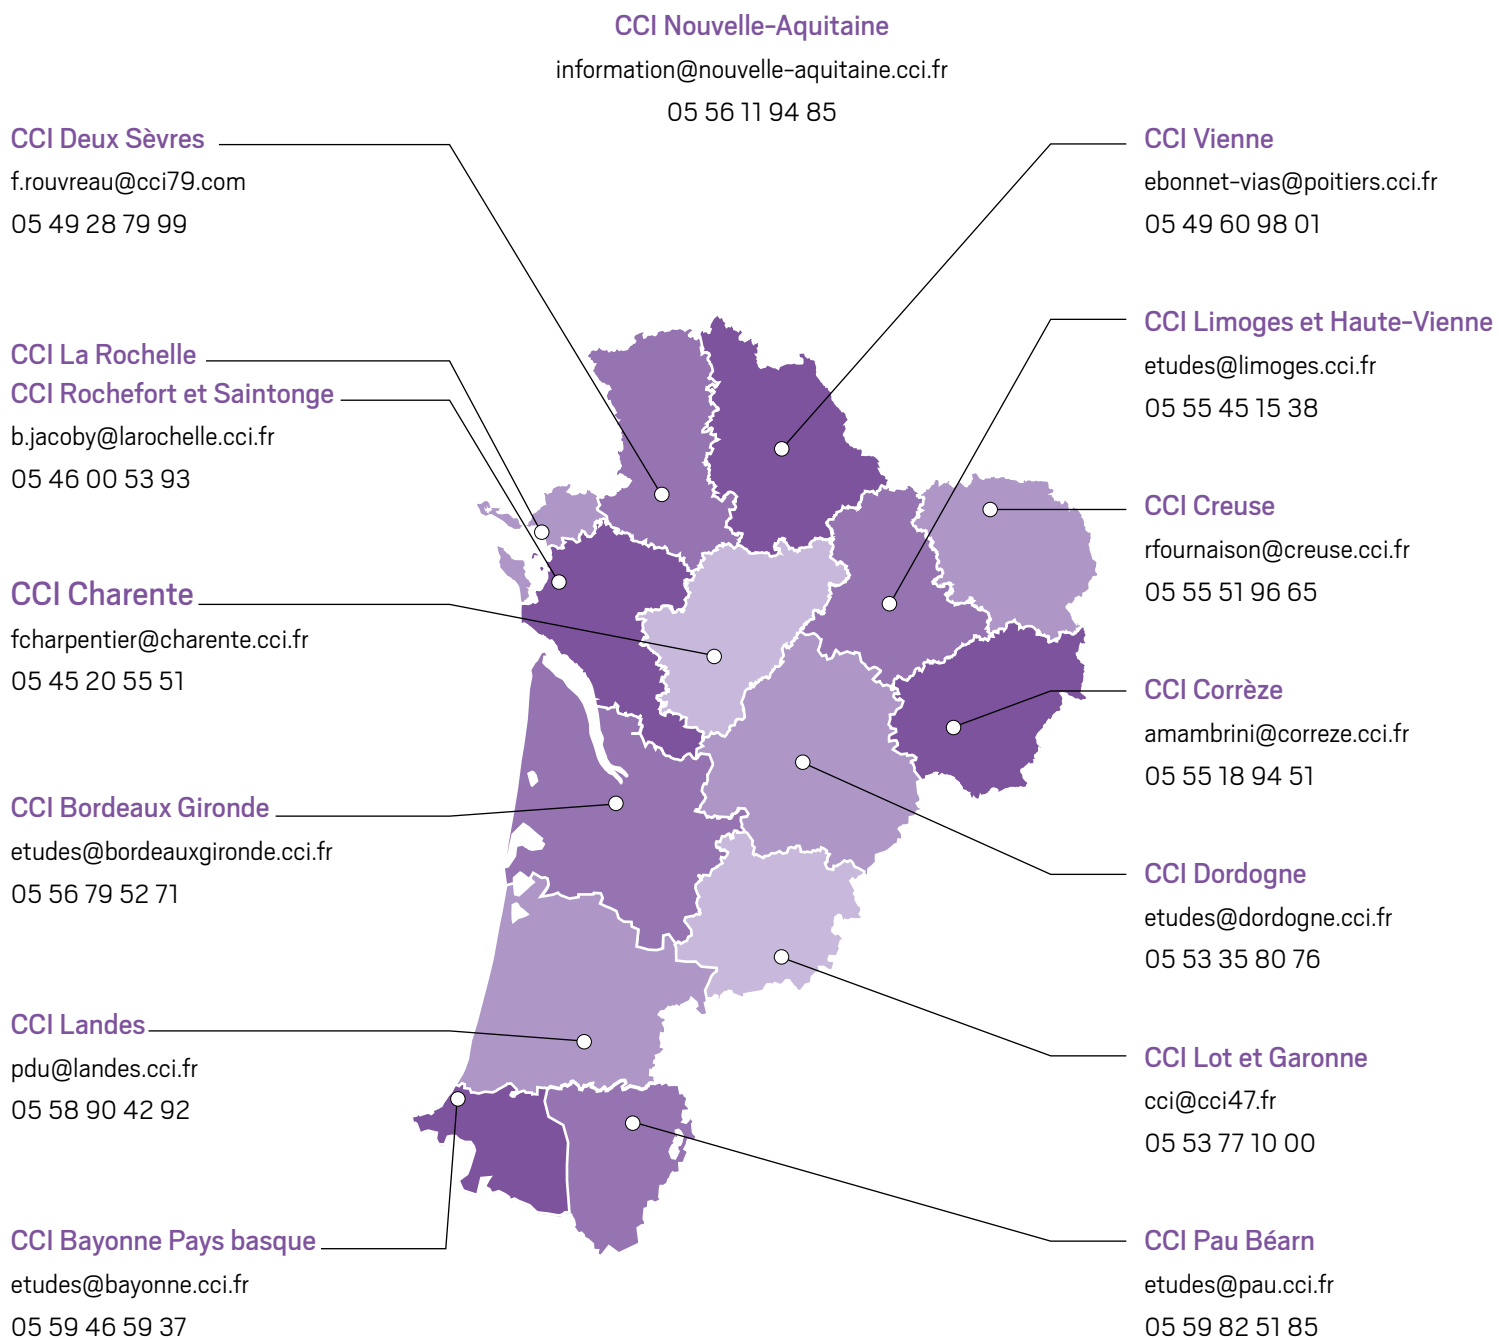 CCI Nouvelle-Aquitaine
information@nouvelle-aquitaine.cci.fr
05 56 11 94 85
CCI Deux Sèvres
f.rouvreau@cci79.com
05 49 28 79 99
CCI La Rochelle
CCI Rochefort et Saintonge
b.jacoby@larochelle.cci.fr
05 46 00 53 93
CCI Charente
fcharpentier@charente.cci.fr
05 45 20 55 51
CCI Bordeaux Gironde
etudes@bordeauxgironde.cci.fr
05 56 79 52 71
CCI Landes
pdu@landes.cci.fr
05 58 90 42 92
CCI Bayonne Pays basque
etudes@bayonne.cci.fr
05 59 46 59 37
CCI Vienne
ebonnet-vias@poitiers.cci.fr
05 49 60 98 01
CCI Limoges et Haute-Vienne
etudes@limoges.cci.fr
05 55 45 15 38
CCI Creuse
rfournaison@creuse.cci.fr
05 55 51 96 65
CCI Corrèze
amambrini@correze.cci.fr
05 55 18 94 51
CCI Dordogne
etudes@dordogne.cci.fr
05 53 35 80 76
CCI Lot et Garonne
cci@cci47.fr
05 53 77 10 00
CCI Pau Béarn
etudes@pau.cci.fr
05 59 82 51 85